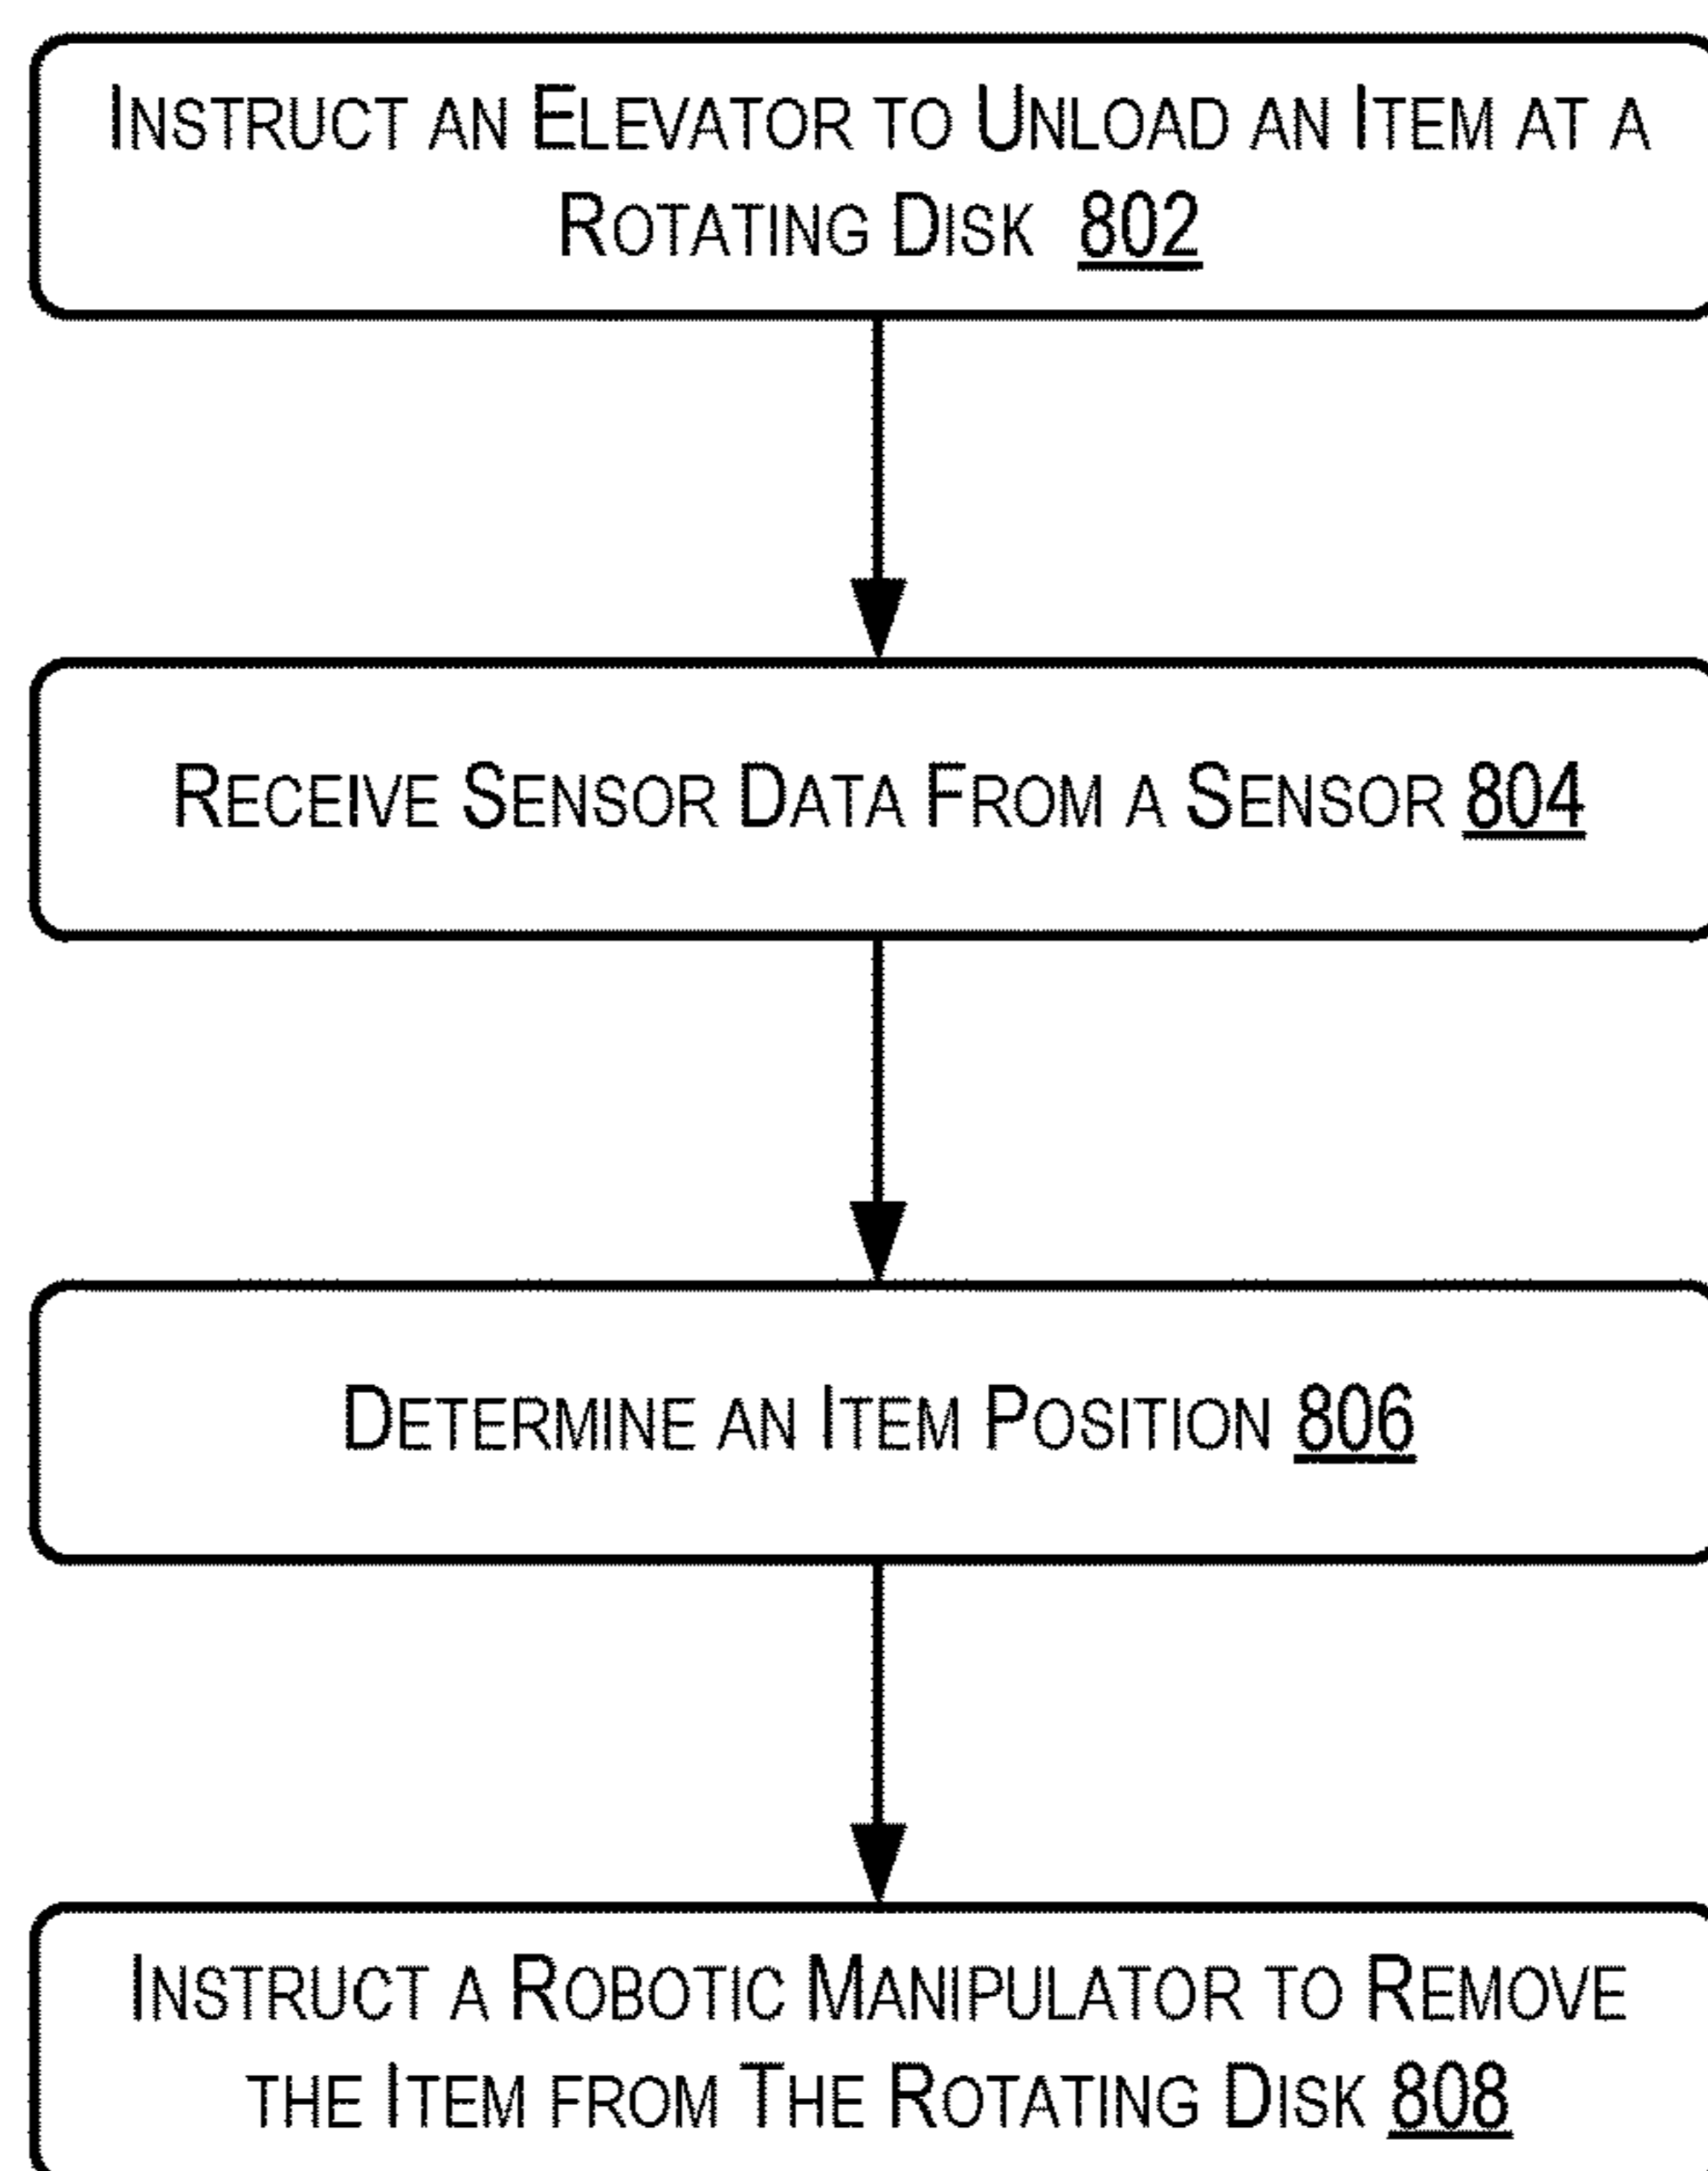 INSTRUCT AN ELEVATOR TO UNLOAD AN ITEM AT A
ROTATING DISK 802
RECEIVE SENSOR DATA FROM A SENSOR 804
DETERMINE AN ITEM POSITION 806
INSTRUCT A ROBOTIC MANIPULATOR TO REMOVE
THE ITEM FROM THE ROTATING DISK 808